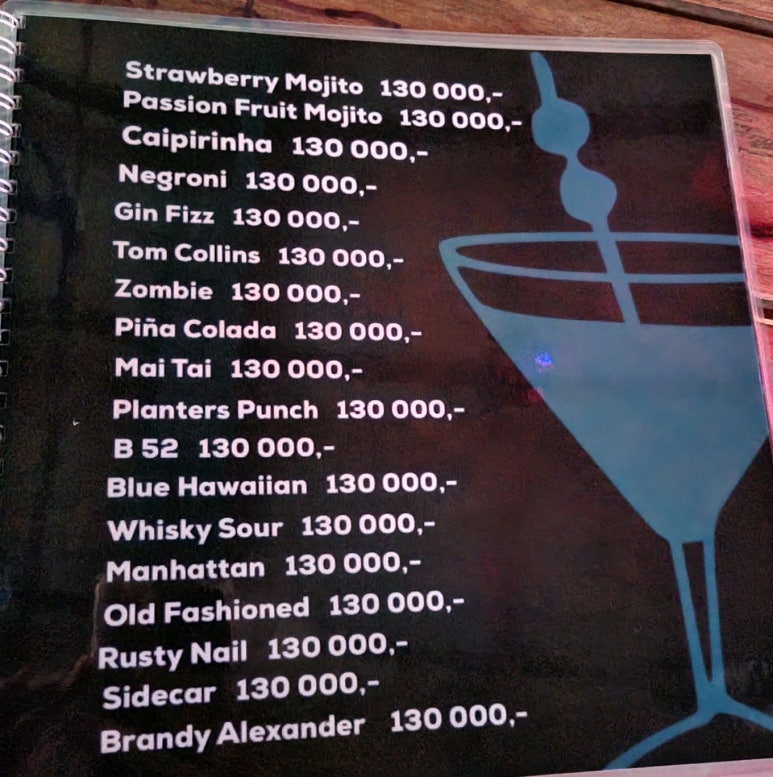 Strawberry Mojito 130 000,-
Passion Fruit Mojito 130 000,-
Caipirinha 130 000,-
Negroni 130 000,-
Gin Fizz 130 000,-
Tom Collins 130 000,-
Zombie 130 000,-
Piña Colada 130 000,-
Mai Tai 130 000,-
Planters Punch 130 000,-
B 52 130 000,-
Blue Hawaiian 130 000,-
Whisky Sour 130 000,-
Manhattan 130 000,-
Old Fashioned 130 000,-
Rusty Nail 130 000,-
Sidecar 130 000,-
Brandy Alexander 130 000,-